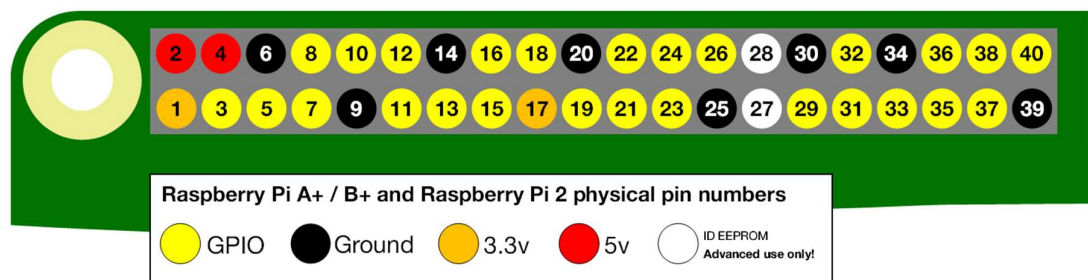 2 4 6 8 10 12 14 16 18 20 22 24 26 28 30 32 34 36 38 40
1 3 5 7 9 11 13 15 17 19 21 23 25 27 29 31 33 35 37 39
Raspberry Pi A+ / B+ and Raspberry Pi 2 physical pin numbers
GPIO Ground 3.3v 5v ID EEPROM
Advanced use only!